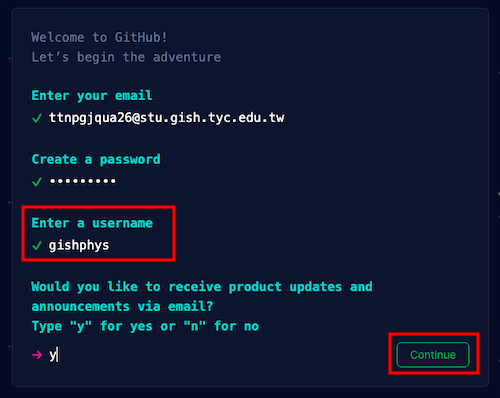 Welcome to GitHub!
Let’s begin the adventure
Enter your email
✓ ttnpgjqua26@stu.gish.tyc.edu.tw
Create a password
✓ •••••••••
Enter a username
✓ gishphys
Would you like to receive product updates and
announcements via email?
Type "y" for yes or "n" for no
→ y
Continue